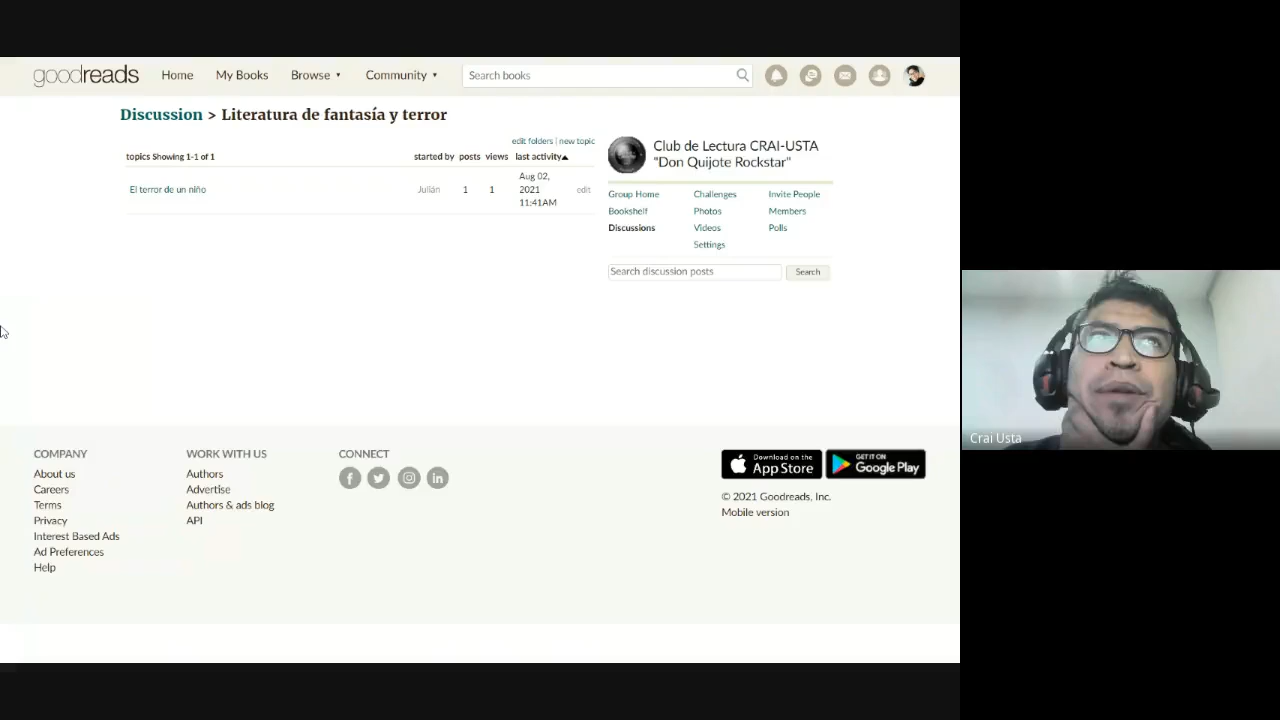 goodreads Home My Books Browse ▾ Community ▾ Search books
Discussion > Literatura de fantasía y terror
edit folders | new topic
topics Showing 1-1 of 1 started by posts views last activity▲
El terror de un niño Julián 1 1 Aug 02, 2021 11:41AM edit
Club de Lectura CRAI-USTA
"Don Quijote Rockstar"
Group Home Challenges Invite People
Bookshelf Photos Members
Discussions Videos Polls
Settings
Search discussion posts Search
Crai Usta
COMPANY
About us
Careers
Terms
Privacy
Interest Based Ads
Ad Preferences
Help
WORK WITH US
Authors
Advertise
Authors & ads blog
API
CONNECT
Download on the
App Store
GET IT ON
Google Play
© 2021 Goodreads, Inc.
Mobile version